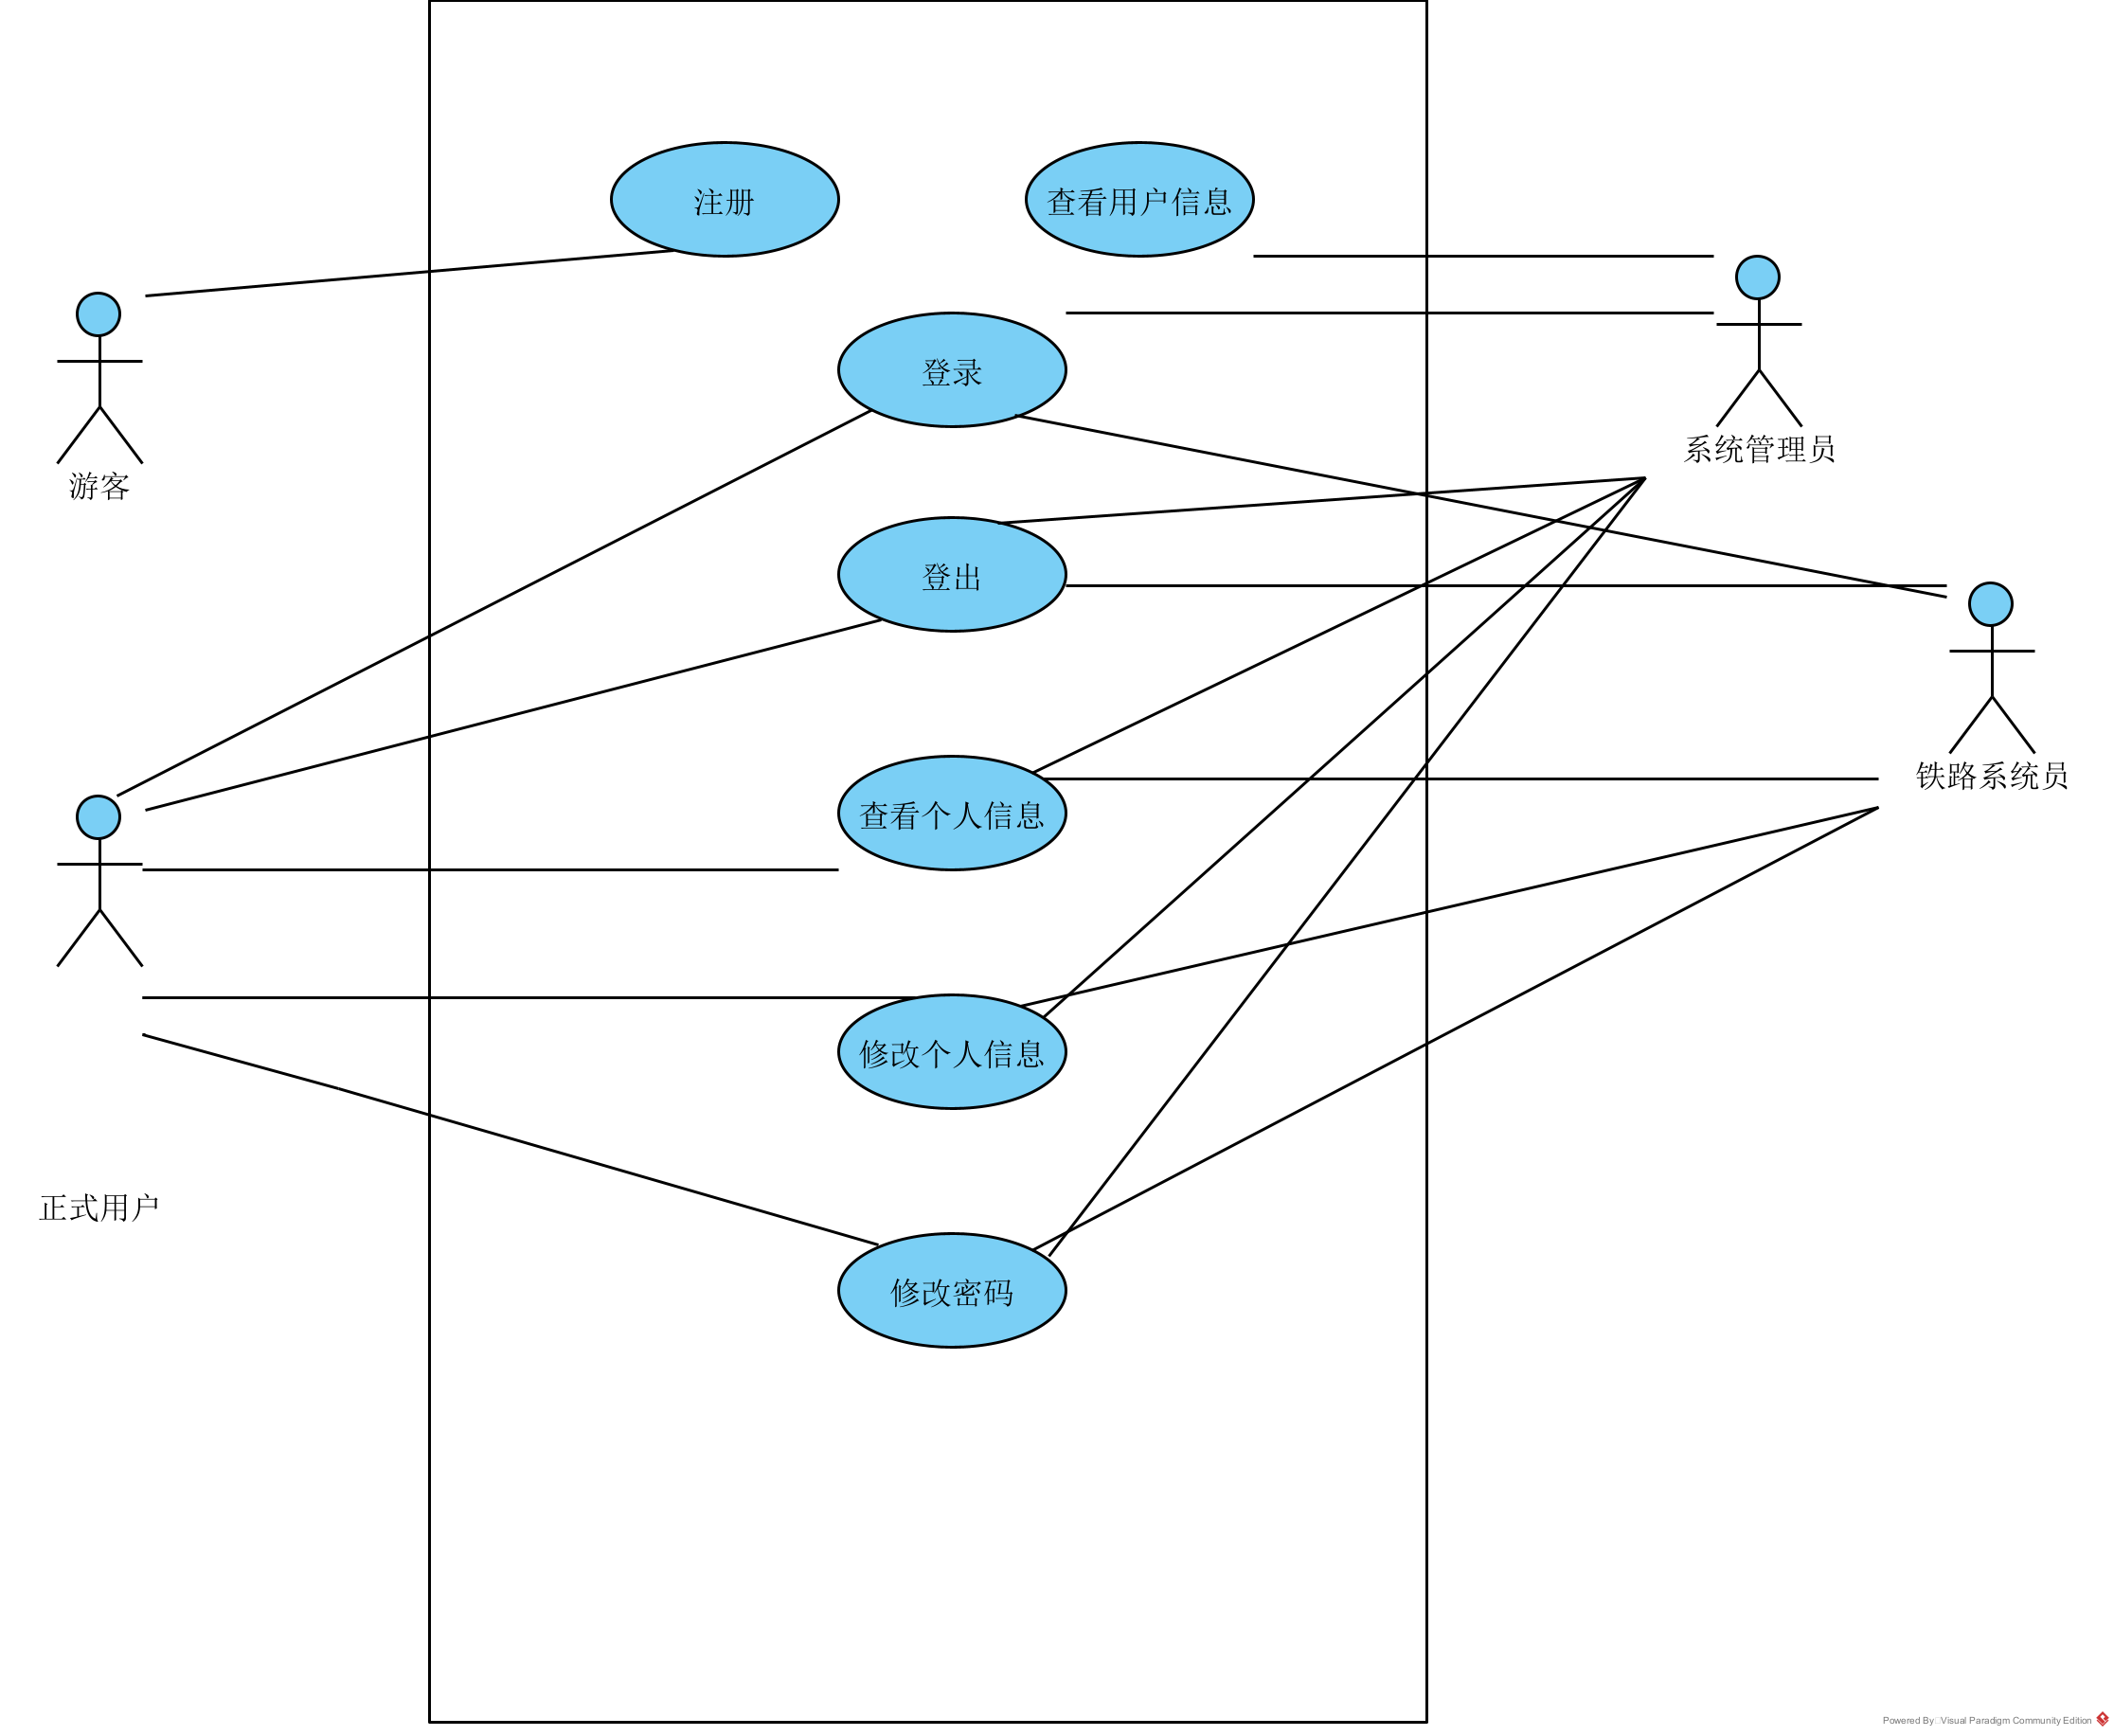 注册
查看用户信息
登录
系统管理员
游客
登出
铁路系统员
查看个人信息
修改个人信息
正式用户
修改密码
Powered By Visual Paradigm Community Edition